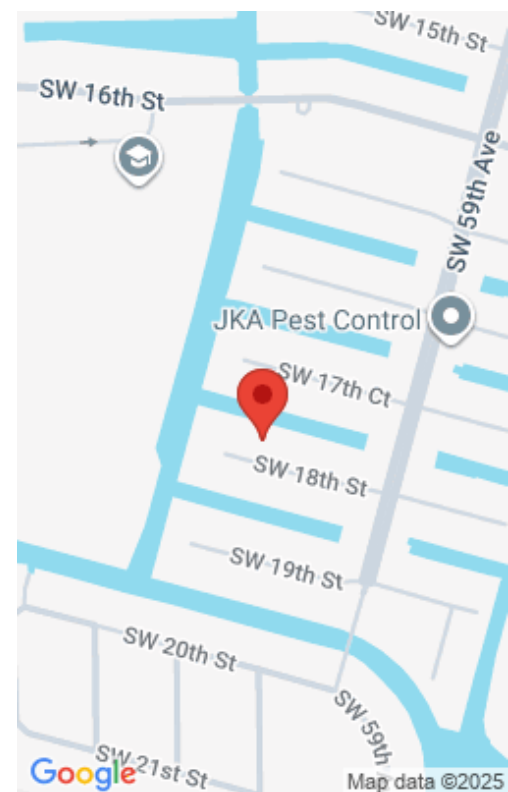 SW 15th St
SW 16th St
SW 59th Ave
JKA Pest Control
SW 17th Ct
SW 18th St
SW 19th St
SW 20th St
SW 59th
SW 21st St
Google
Map data ©2025